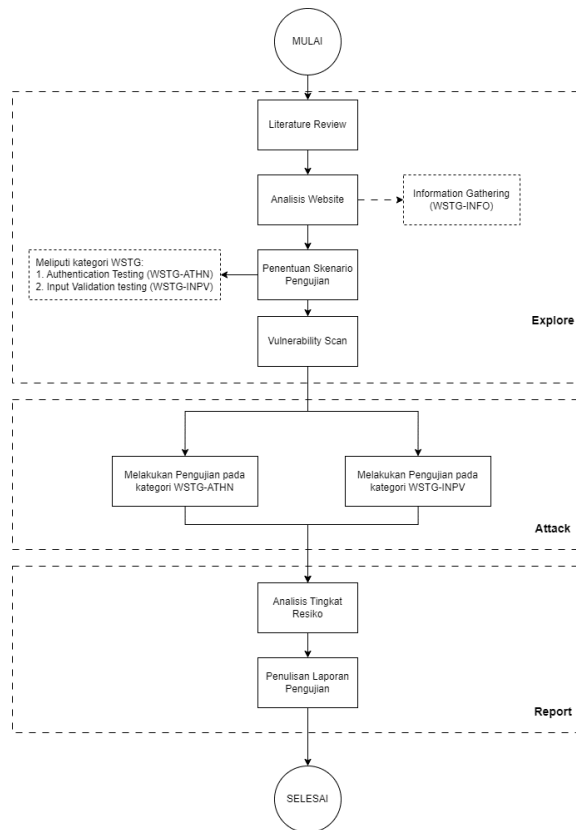 MULAI
Literature Review
Analisis Website
Information Gathering
(WSTG-INFO)
Meliputi kategori WSTG:
1. Authentication Testing (WSTG-ATHN)
2. Input Validation testing (WSTG-INPV)
Penentuan Skenario
Pengujian
Vulnerability Scan
Explore
Melakukan Pengujian pada
kategori WSTG-ATHN
Melakukan Pengujian pada
kategori WSTG-INPV
Attack
Analisis Tingkat
Resiko
Penulisan Laporan
Pengujian
Report
SELESAI